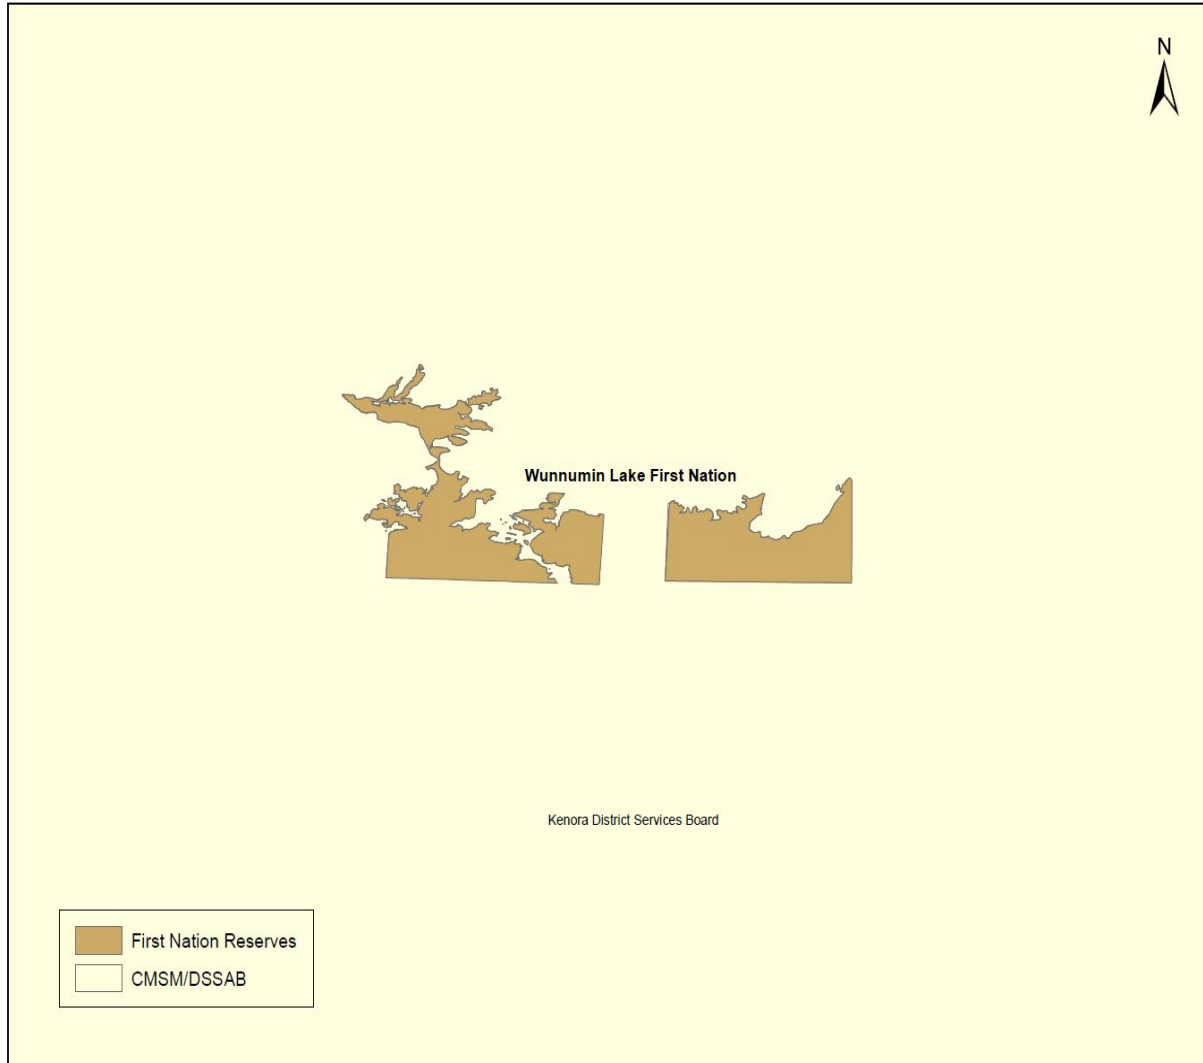 N
Wunnumin Lake First Nation
Kenora District Services Board
First Nation Reserves
CMSM/DSSAB